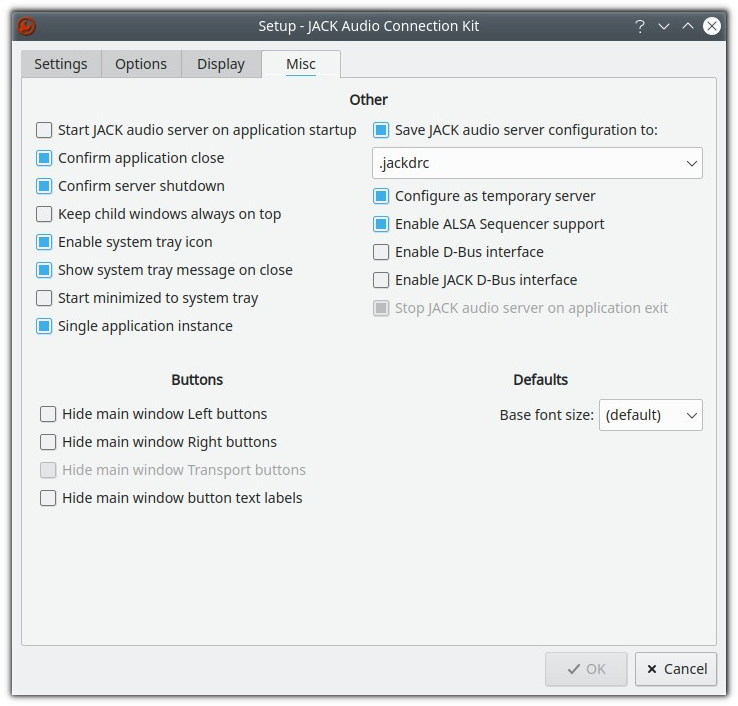 Setup - JACK Audio Connection Kit
Settings
Options
Display
Misc
Other
Start JACK audio server on application startup
Confirm application close
Confirm server shutdown
Keep child windows always on top
Enable system tray icon
Show system tray message on close
Start minimized to system tray
Single application instance
Save JACK audio server configuration to:
.jackdrc
Configure as temporary server
Enable ALSA Sequencer support
Enable D-Bus interface
Enable JACK D-Bus interface
Stop JACK audio server on application exit
Buttons
Hide main window Left buttons
Hide main window Right buttons
Hide main window Transport buttons
Hide main window button text labels
Defaults
Base font size: (default)
OK
Cancel